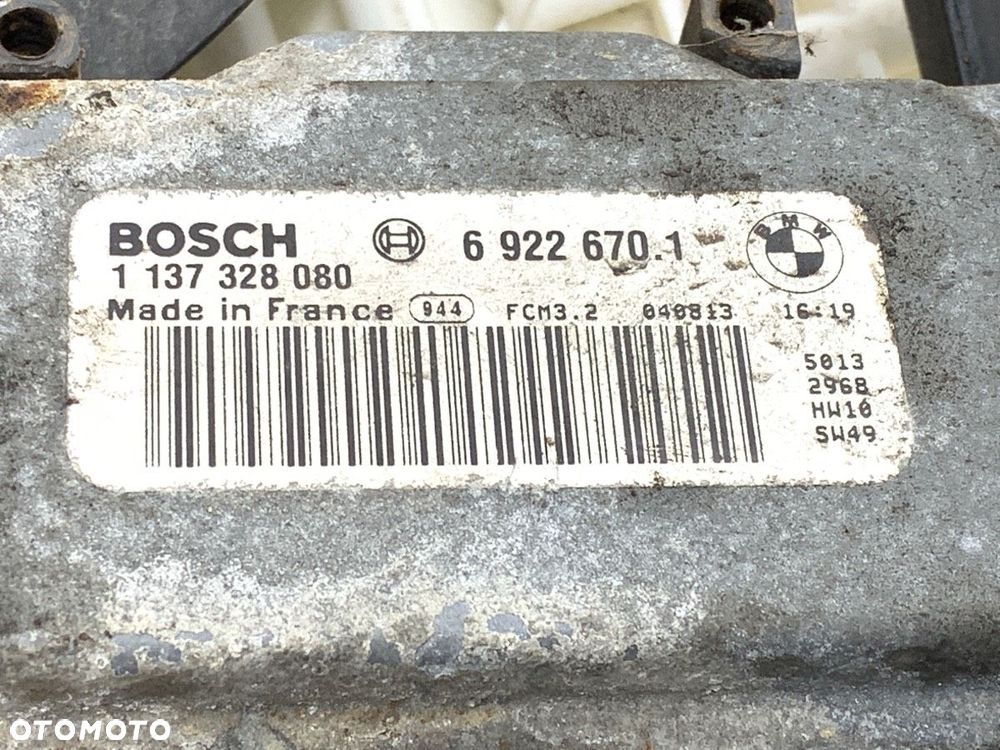 BOSCH 6 922 670.1 BMW
1 137 328 080
Made in France 944 FCM3.2 040813 16:19
5013
2968
HW10
SW49
OTOMOTO